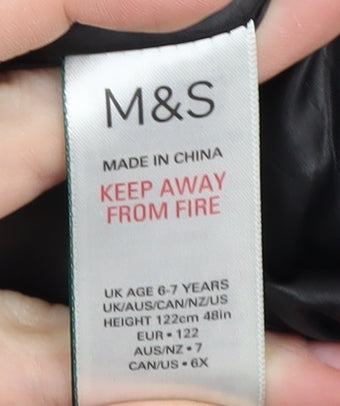 M&S
MADE IN CHINA
KEEP AWAY
FROM FIRE
UK AGE 6-7 YEARS
UK/AUS/CAN/NZ/US
HEIGHT 122cm 48in
EUR • 122
AUS/NZ • 7
CAN/US • 6X